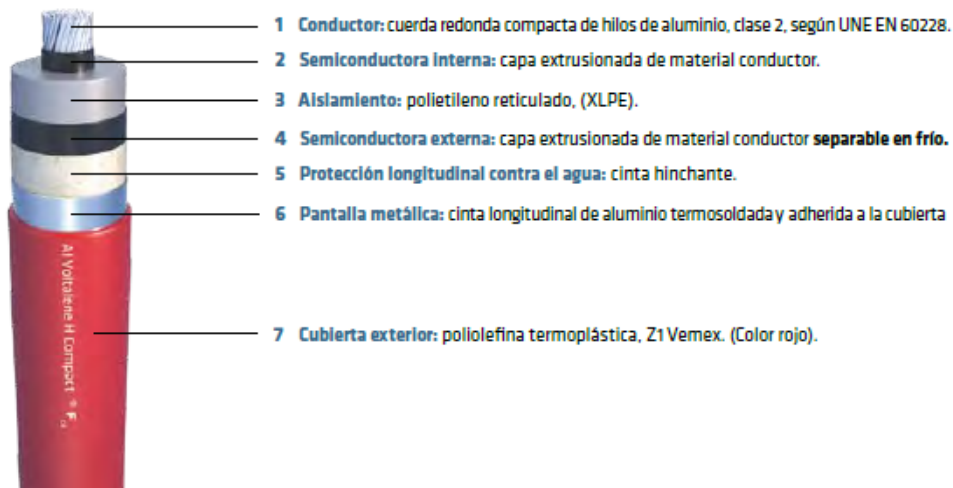 1 Conductor: cuerda redonda compacta de hilos de aluminio, clase 2, según UNE EN 60228.
2 Semiconductora interna: capa extrusionada de material conductor.
3 Aislamiento: polietileno reticulado, (XLPE).
4 Semiconductora externa: capa extrusionada de material conductor separable en frío.
5 Protección longitudinal contra el agua: cinta hinchante.
6 Pantalla metálica: cinta longitudinal de aluminio termosoldada y adherida a la cubierta
7 Cubierta exterior: poliolefina termoplástica, Z1 Vemex. (Color rojo).
Al Voltalene H Compact ® F